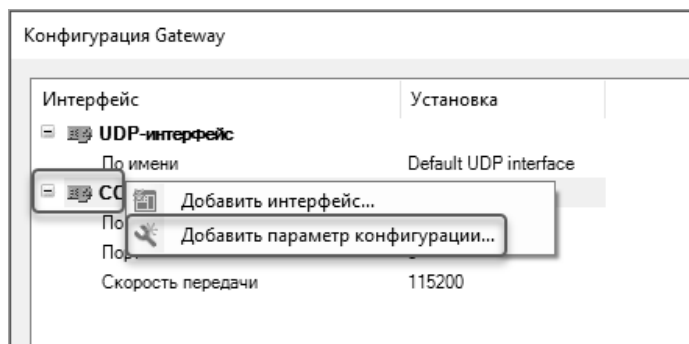 Конфигурация Gateway
Интерфейс Установка
UDP-интерфейс
По имени Default UDP interface
Добавить интерфейс...
Добавить параметр конфигурации...
Скорость передачи 115200